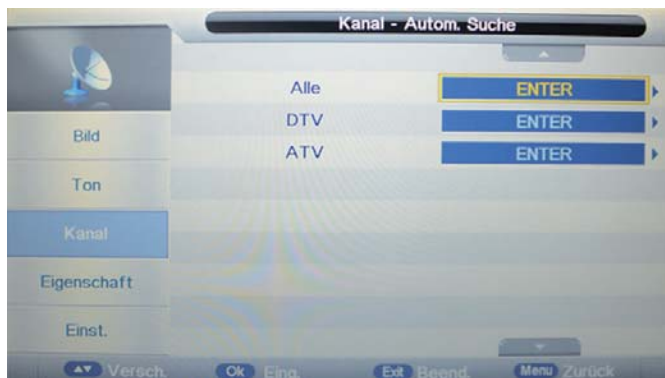 Kanal - Autom. Suche
Alle ENTER
DTV ENTER
ATV ENTER
Bild
Ton
Kanal
Eigenschaft
Einst.
▲▼ Versch. Ok Eing. Exit Beend. Menu Zurück